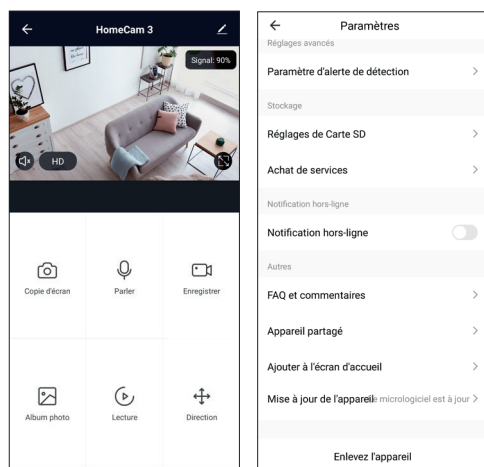 HomeCam 3
Signal: 90%
HD
Copie d'écran
Parler
Enregistrer
Album photo
Lecture
Direction
Paramètres
Réglages avancés
Paramètre d'alerte de détection
Stockage
Réglages de Carte SD
Achat de services
Notification hors-ligne
Notification hors-ligne
Autres
FAQ et commentaires
Appareil partagé
Ajouter à l'écran d'accueil
Mise à jour de l'appareil micrologiciel est à jour
Enlevez l'appareil